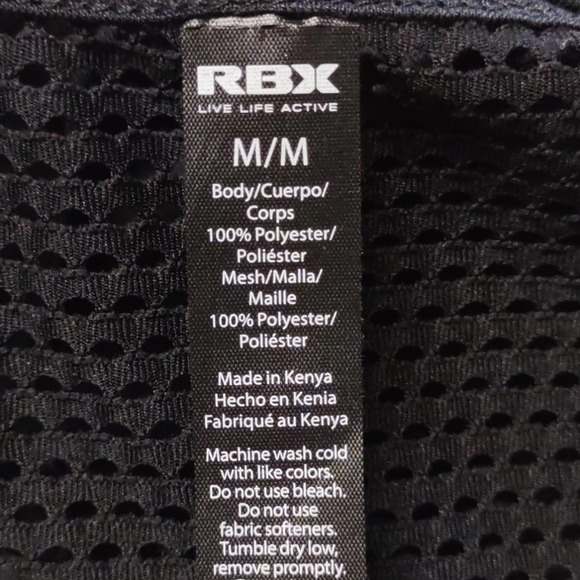 RBX
LIVE LIFE ACTIVE
M/M
Body/Cuerpo/
Corps
100% Polyester/
Poliéster
Mesh/Malla/
Maille
100% Polyester/
Poliéster
Made in Kenya
Hecho en Kenia
Fabriqué au Kenya
Machine wash cold
with like colors.
Do not use bleach.
Do not use
fabric softeners.
Tumble dry low,
remove promptly.